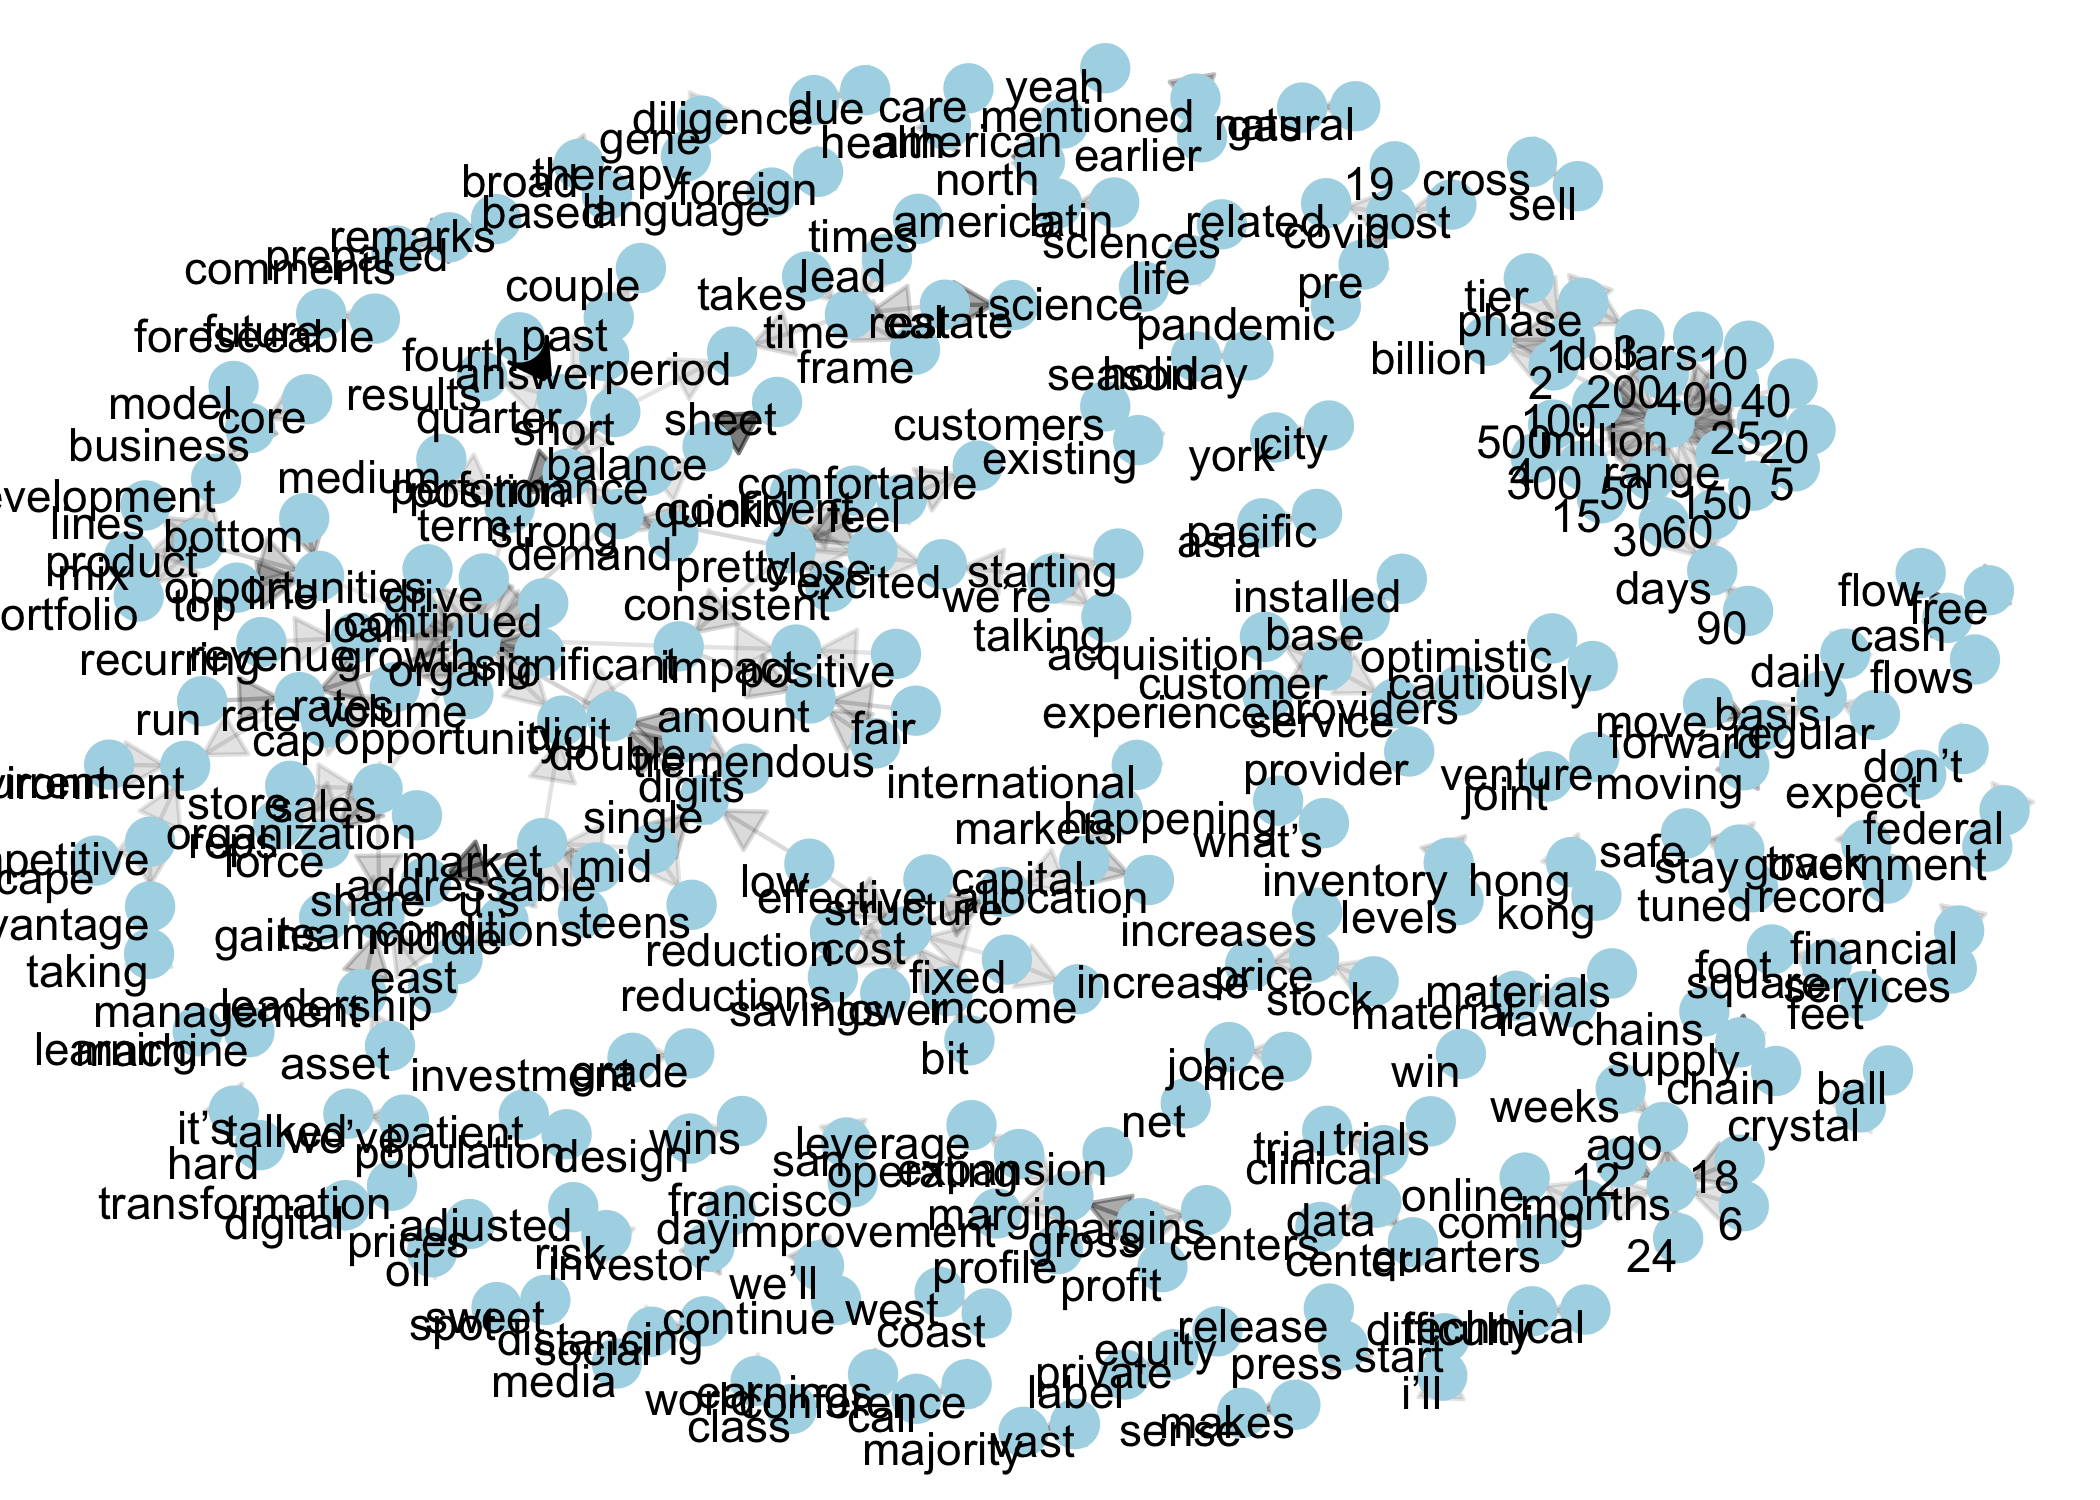 yeah
diligence
due
care
mentioned
natural
gas
gene
health
american
earlier
therapy
broad
foreign
north
19
cross
based
language
sell
times
america
latin
related
post
covid
remarks
prepared
comments
sciences
couple
lead
takes
life
pre
science
tier
future
foreseeable
past
time
real
estate
pandemic
phase
fourth
answer
period
frame
season
holiday
billion
1
dollars
3
10
results
2
200
400
40
model
core
quarter
short
sheet
customers
100
business
500
million
25
20
medium
balance
existing
york
city
performance
position
comfortable
4
300
50
range
150
5
lines
bottom
term
strong
quickly
confident
feel
15
pacific
asia
30
60
product
mix
demand
pretty
close
excited
we're
starting
days
opportunities
top
line
drive
consistent
installed
flow
free
loan
continued
talking
base
90
cash
recurring
revenue
growth
organic
significant
impact
positive
acquisition
optimistic
daily
flows
customer
cautiously
run
rate
rates
volume
amount
fair
experience
service
providers
move
basis
regular
cap
opportunity
digit
double
forward
tremendous
digits
international
provider
venture
joint
moving
don't
expect
store
sales
single
markets
happening
what's
organization
reps
force
market
mid
safe
stay
track
federal
government
addressable
low
capital
allocation
inventory
hong
share
u.s
effective
structure
levels
kong
tuned
record
gains
team
conditions
middle
teens
increases
taking
east
reduction
cost
fixed
increase
price
foot
financial
reductions
savings
lower
income
stock
materials
material
raw
square
services
feet
management
leadership
chains
learning
machine
asset
investment
grade
bit
job
nice
win
supply
chain
ball
weeks
crystal
it's
talked
we've
patient
hard
population
design
wins
san
leverage
operating
expansion
net
trial
trials
clinical
ago
12
18
transformation
digital
francisco
online
months
adjusted
day
improvement
margin
margins
data
coming
6
prices
oil
risk
investor
gross
centers
center
quarters
24
we'll
profile
profit
sweet
spot
continue
west
coast
release
difficulty
technical
distancing
social
media
equity
private
press
start
world
class
earnings
conference
call
label
i'll
majority
vast
sense
makes